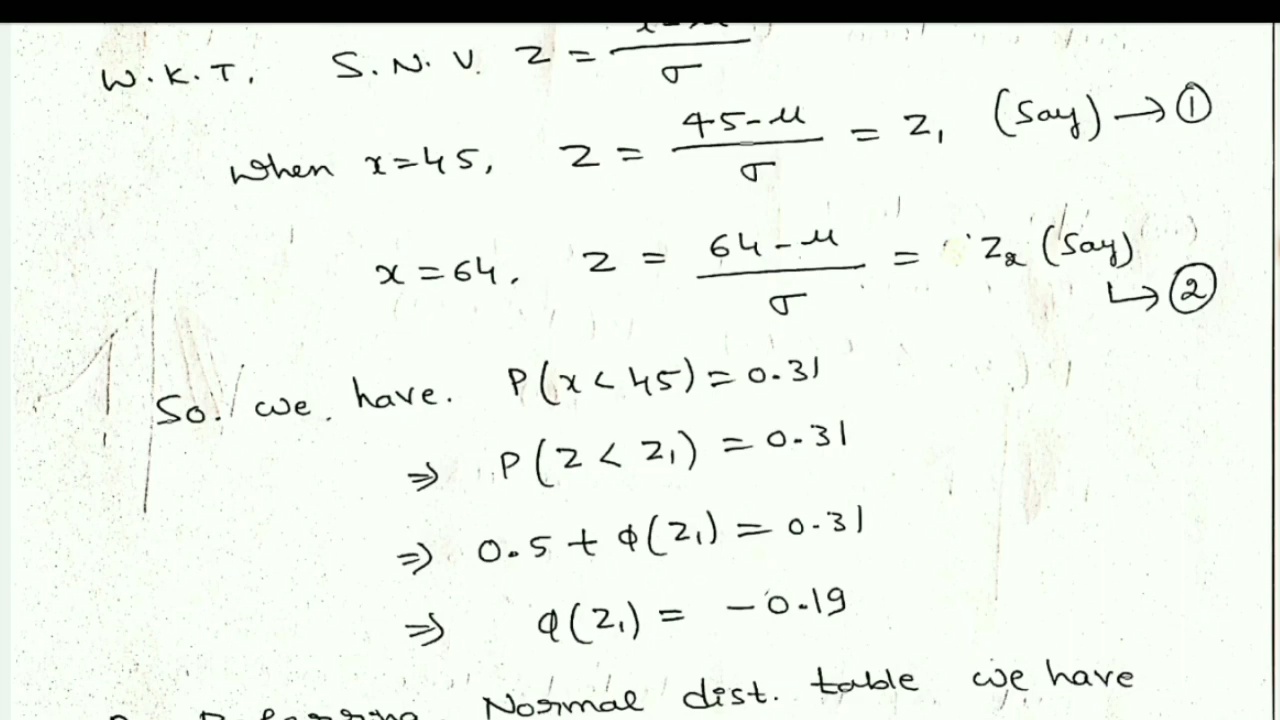 W.K.T. S.N.V. Z = x-μ / σ
When x=45, Z = 45-μ / σ = Z₁ (Say) → ①
x=64. Z = 64-μ / σ = Z₂ (Say)
↳ ②
So. we. have. P(x < 45) = 0.31
⇒ P(Z < Z₁) = 0.31
⇒ 0.5 + φ(Z₁) = 0.31
⇒ φ(Z₁) = -0.19
Normal dist. table we have